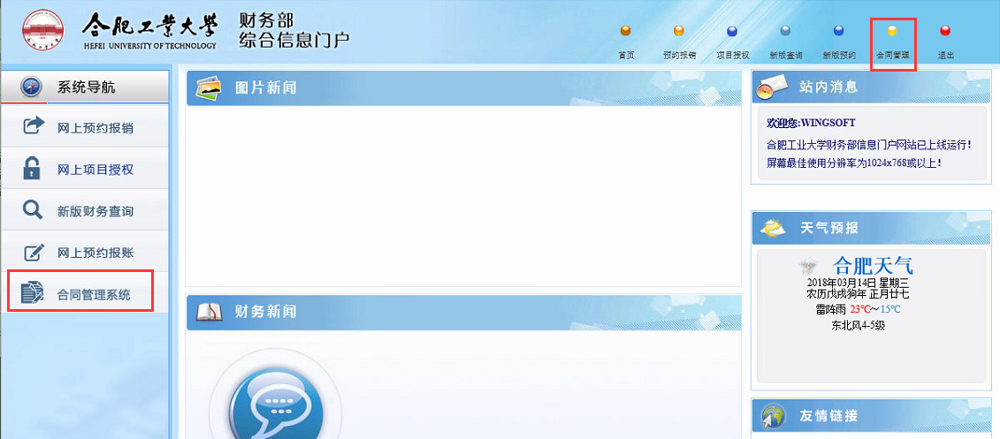 合肥工業大学
HEFEI UNIVERSITY OF TECHNOLOGY
财务部
综合信息门户
首页 预约报销 项目授权 新版查询 新版预约 合同管理 退出
系统导航
网上预约报销
网上项目授权
新版财务查询
网上预约报账
合同管理系统
图片新闻
财务新闻
站内消息
欢迎您:WINGSOFT
合肥工业大学财务部信息门户网站已上线运行!
屏幕最佳使用分辨率为1024x768或以上!
天气预报
合肥天气
2018年03月14日 星期三
农历戊戌狗年 正月廿七
雷阵雨 23℃～15℃
东北风4-5级
友情链接